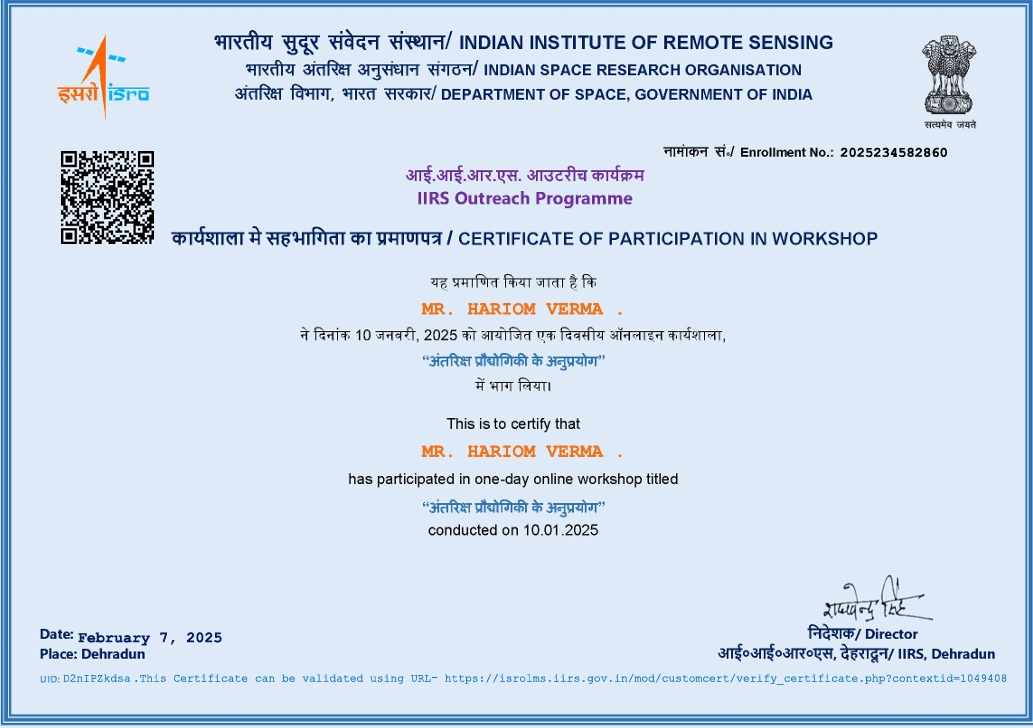 भारतीय सुदूर संवेदन संस्थान/ INDIAN INSTITUTE OF REMOTE SENSING
भारतीय अंतरिक्ष अनुसंधान संगठन/ INDIAN SPACE RESEARCH ORGANISATION
अंतरिक्ष विभाग, भारत सरकार/ DEPARTMENT OF SPACE, GOVERNMENT OF INDIA
इसरो isro
सत्यमेव जयते
नामांकन सं॰/ Enrollment No.: 2025234582860
आई.आई.आर.एस. आउटरीच कार्यक्रम
IIRS Outreach Programme
कार्यशाला मे सहभागिता का प्रमाणपत्र / CERTIFICATE OF PARTICIPATION IN WORKSHOP
यह प्रमाणित किया जाता है कि
MR. HARIOM VERMA .
ने दिनांक 10 जनवरी, 2025 को आयोजित एक दिवसीय ऑनलाइन कार्यशाला,
“अंतरिक्ष प्रौद्योगिकी के अनुप्रयोग”
में भाग लिया।
This is to certify that
MR. HARIOM VERMA .
has participated in one-day online workshop titled
“अंतरिक्ष प्रौद्योगिकी के अनुप्रयोग”
conducted on 10.01.2025
राघवेन्द्र सिंह
निदेशक/ Director
आई०आई०आर०एस, देहरादून/ IIRS, Dehradun
Date: February 7, 2025
Place: Dehradun
UID: D2nIPZkdsa .This Certificate can be validated using URL- https://isrolms.iirs.gov.in/mod/customcert/verify_certificate.php?contextid=1049408